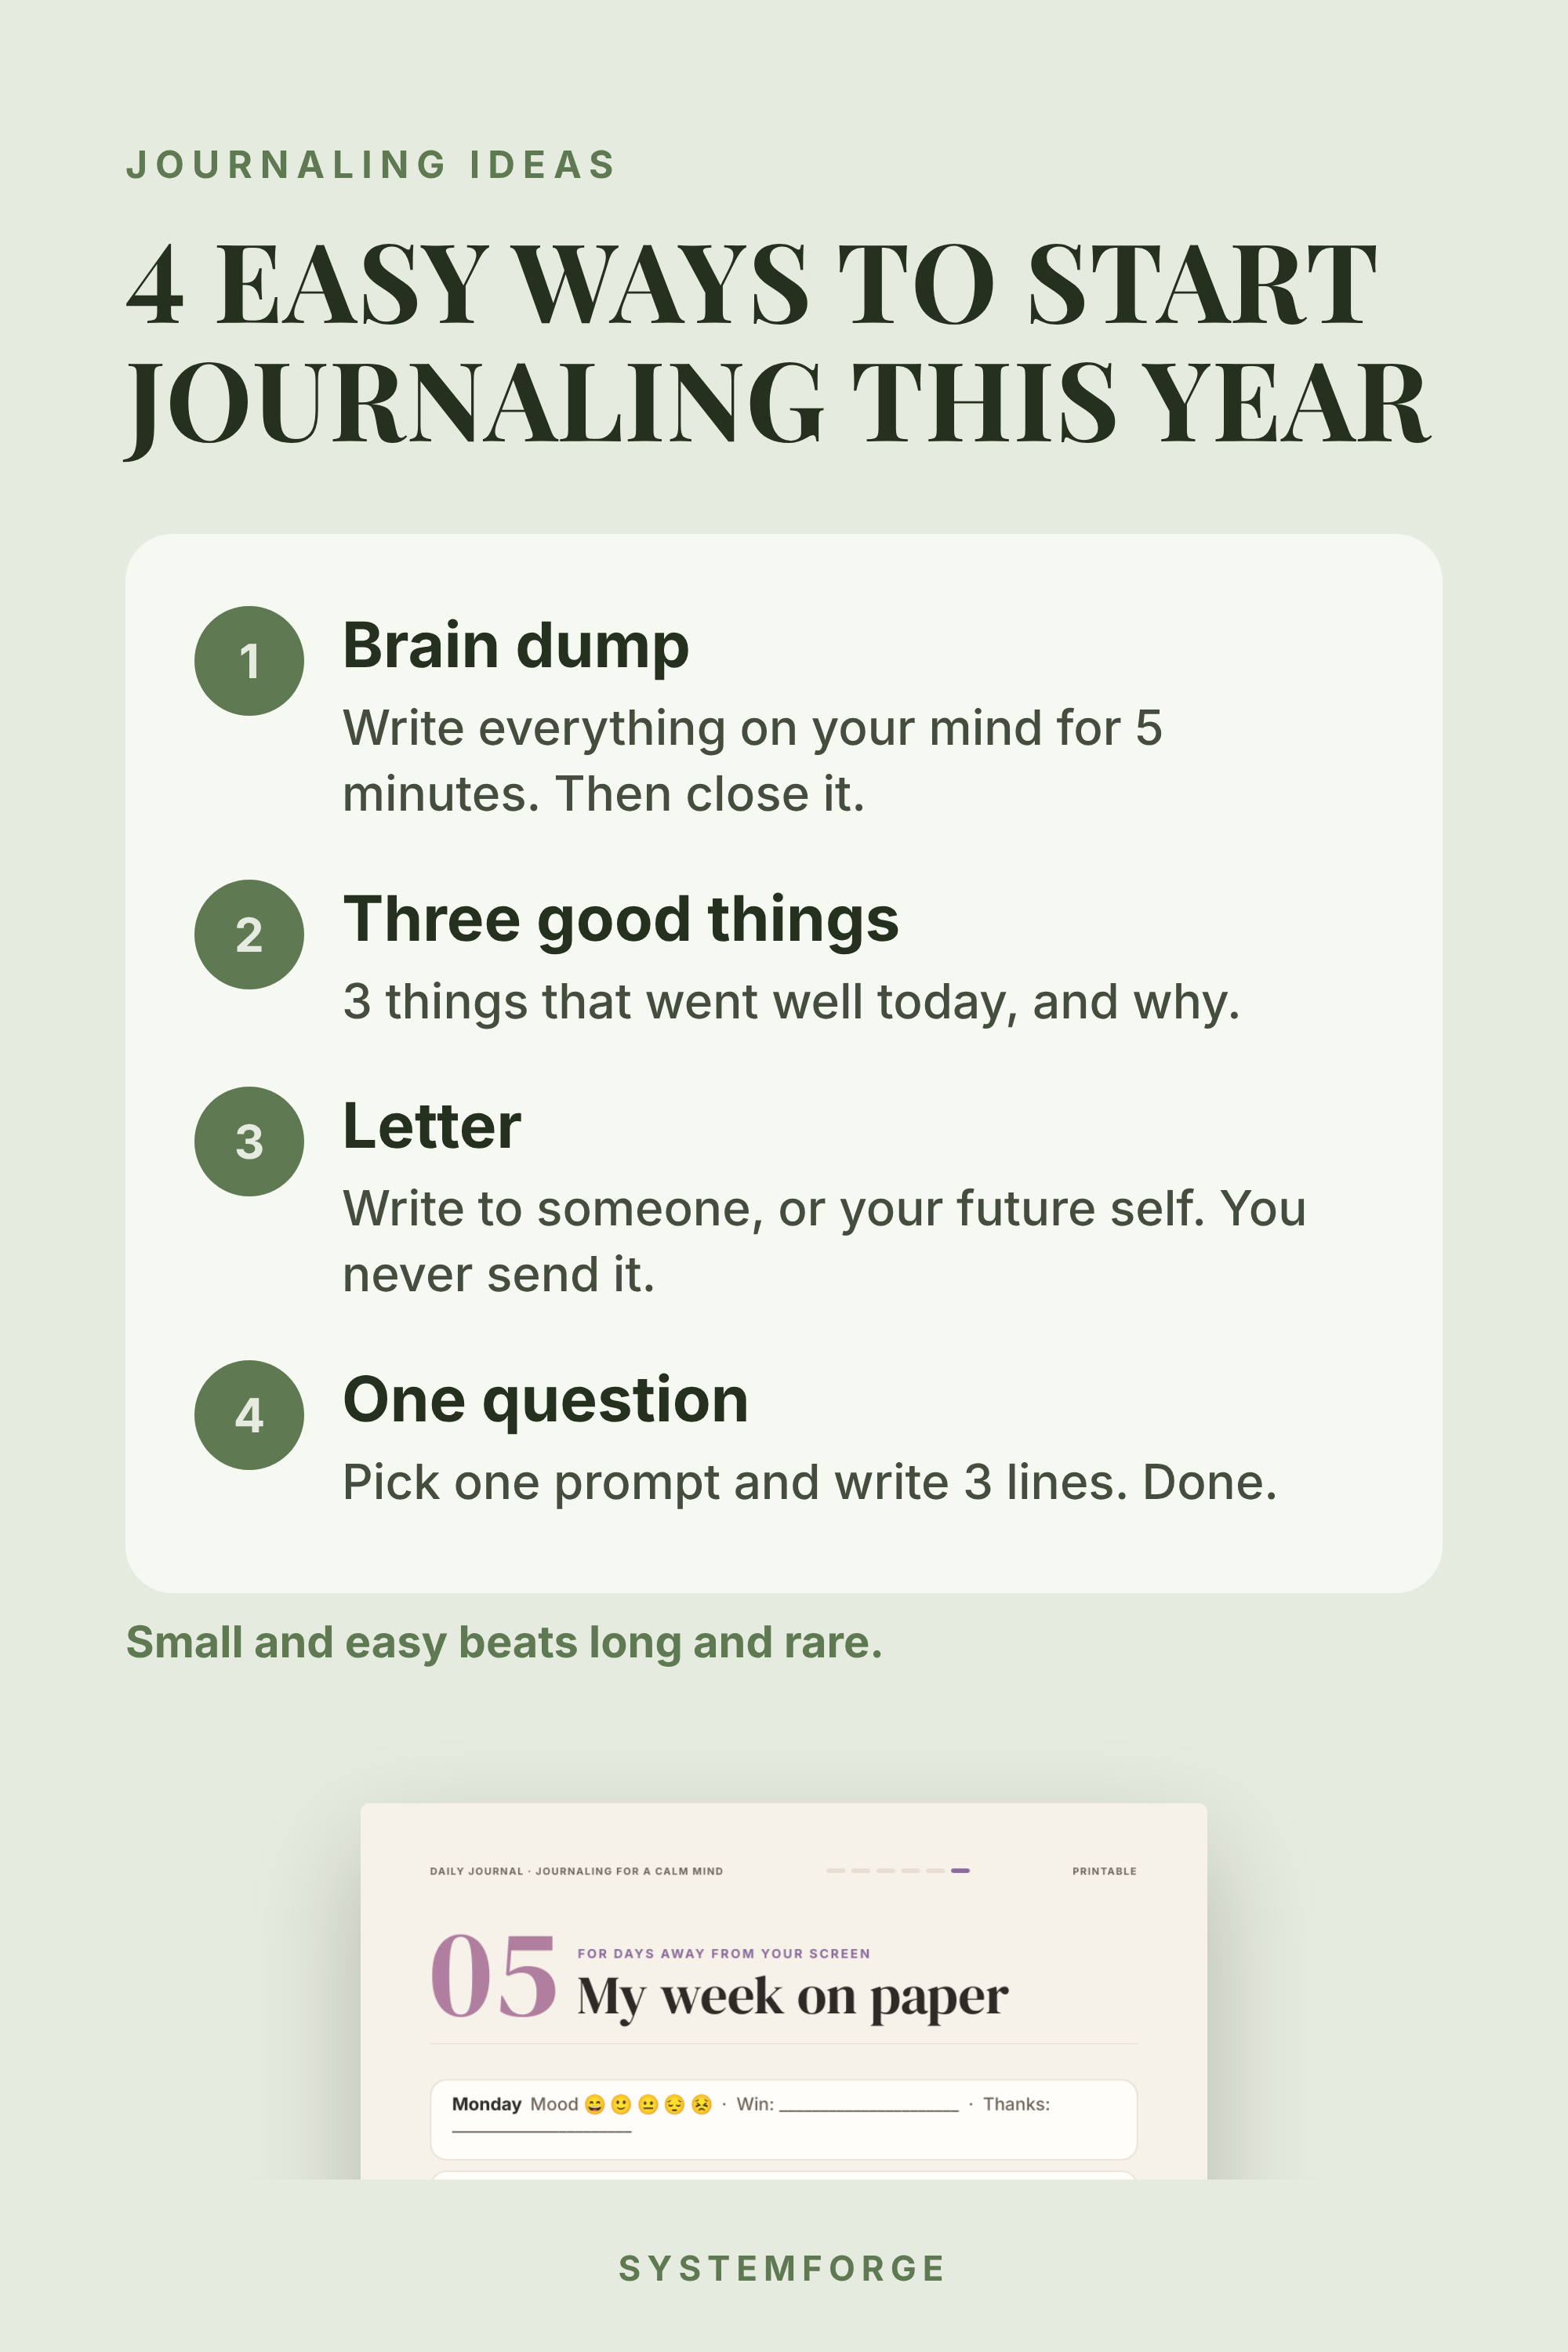 JOURNALING IDEAS
4 EASY WAYS TO START
JOURNALING THIS YEAR
1
Brain dump
Write everything on your mind for 5
minutes. Then close it.
2
Three good things
3 things that went well today, and why.
3
Letter
Write to someone, or your future self. You
never send it.
4
One question
Pick one prompt and write 3 lines. Done.
Small and easy beats long and rare.
DAILY JOURNAL · JOURNALING FOR A CALM MIND
PRINTABLE
05
FOR DAYS AWAY FROM YOUR SCREEN
My week on paper
Monday Mood 😄 🙂 😐 😔 😣 · Win: ____________________ · Thanks:
____________________
SYSTEMFORGE